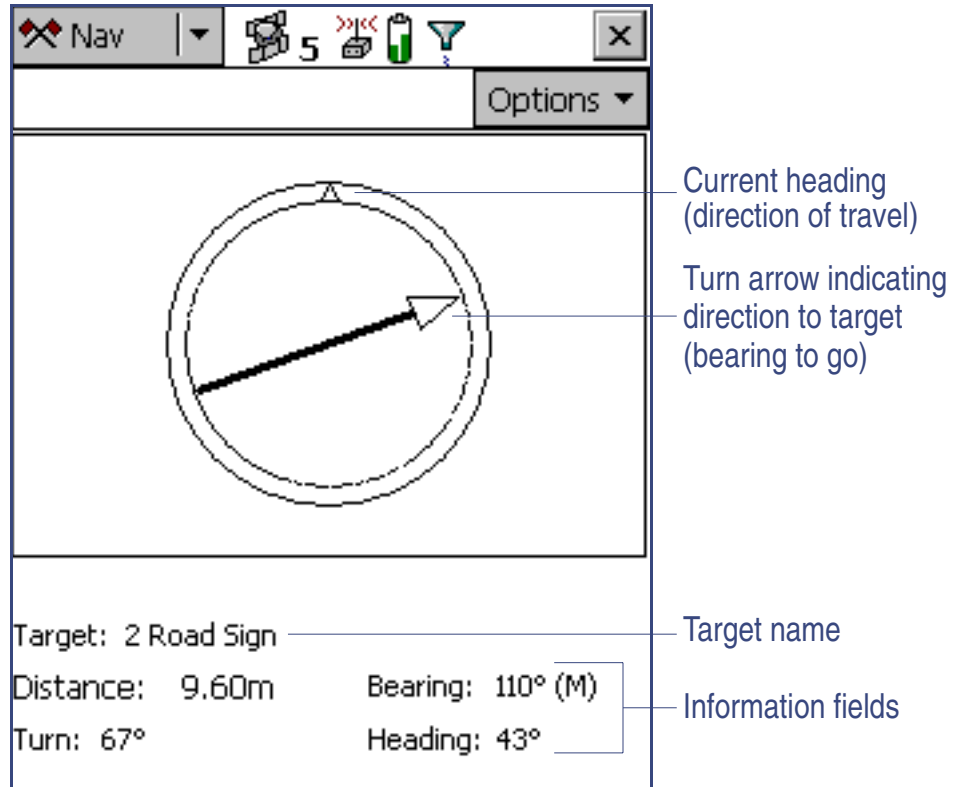 Nav
5
3
Options
Current heading
(direction of travel)
Turn arrow indicating
direction to target
(bearing to go)
Target: 2 Road Sign
Target name
Distance: 9.60m
Bearing: 110° (M)
Information fields
Turn: 67°
Heading: 43°